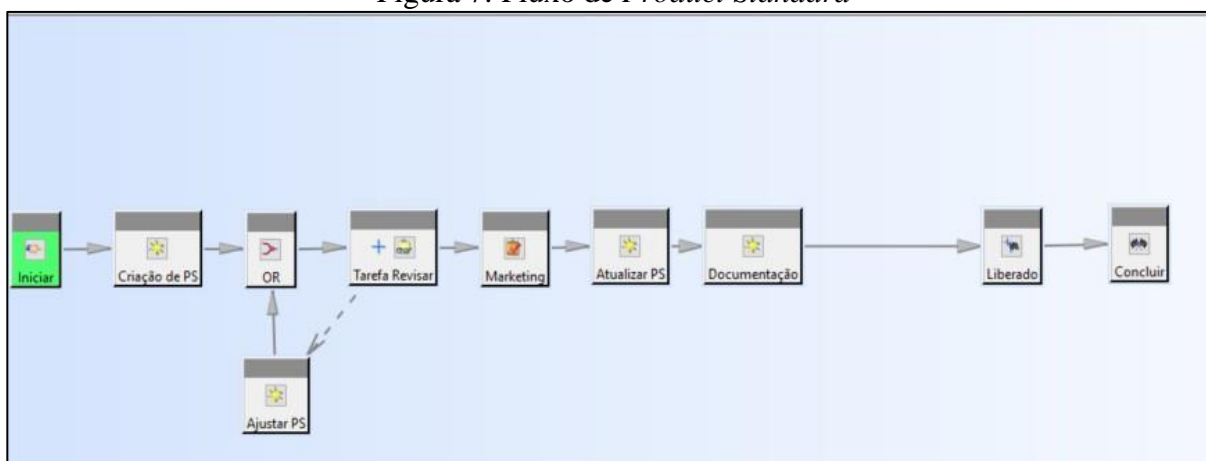 Figura 7: Fluxo de Product Standard
Iniciar
Criação de PS
OR
Tarefa Revisar
Marketing
Atualizar PS
Documentação
Liberado
Concluir
Ajustar PS